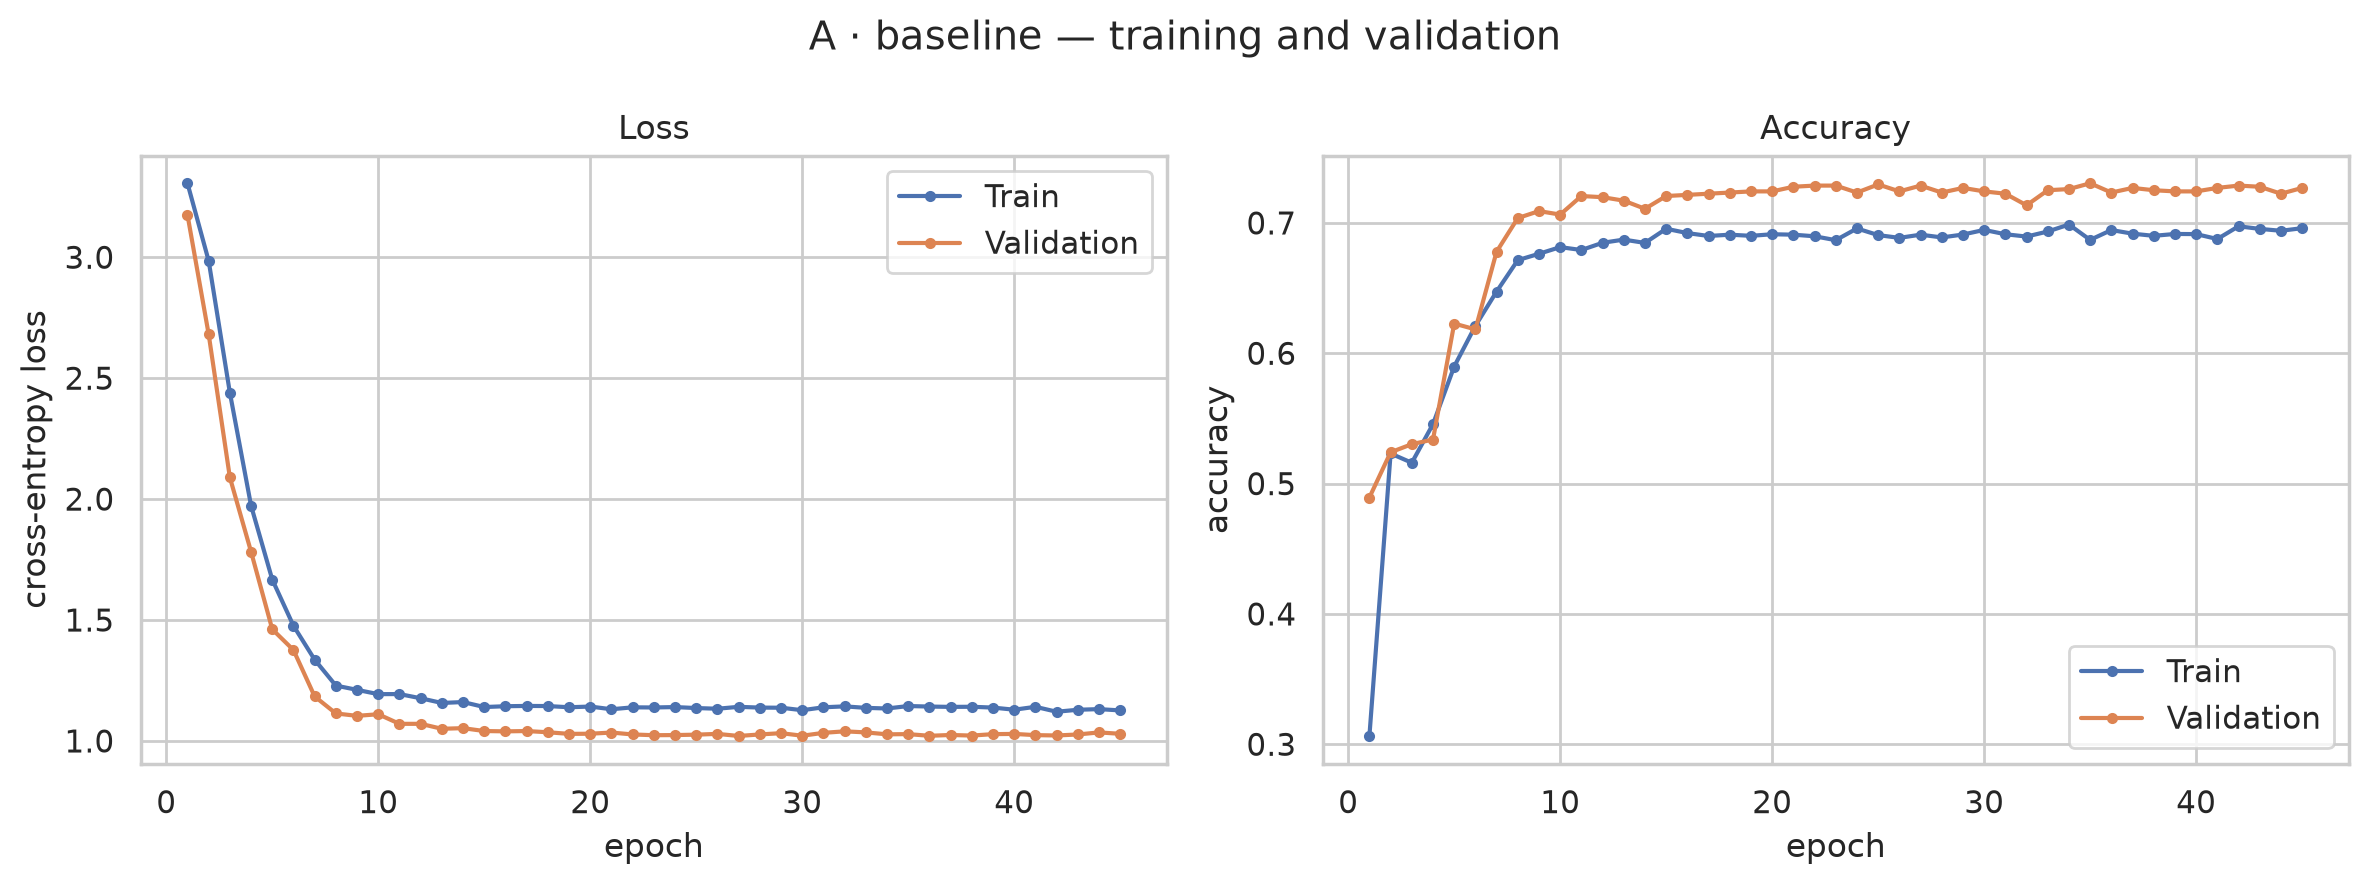 A · baseline — training and validation
Loss
cross-entropy loss
3.0
2.5
2.0
1.5
1.0
0 10 20 30 40
epoch
Train
Validation
Accuracy
accuracy
0.7
0.6
0.5
0.4
0.3
0 10 20 30 40
epoch
Train
Validation